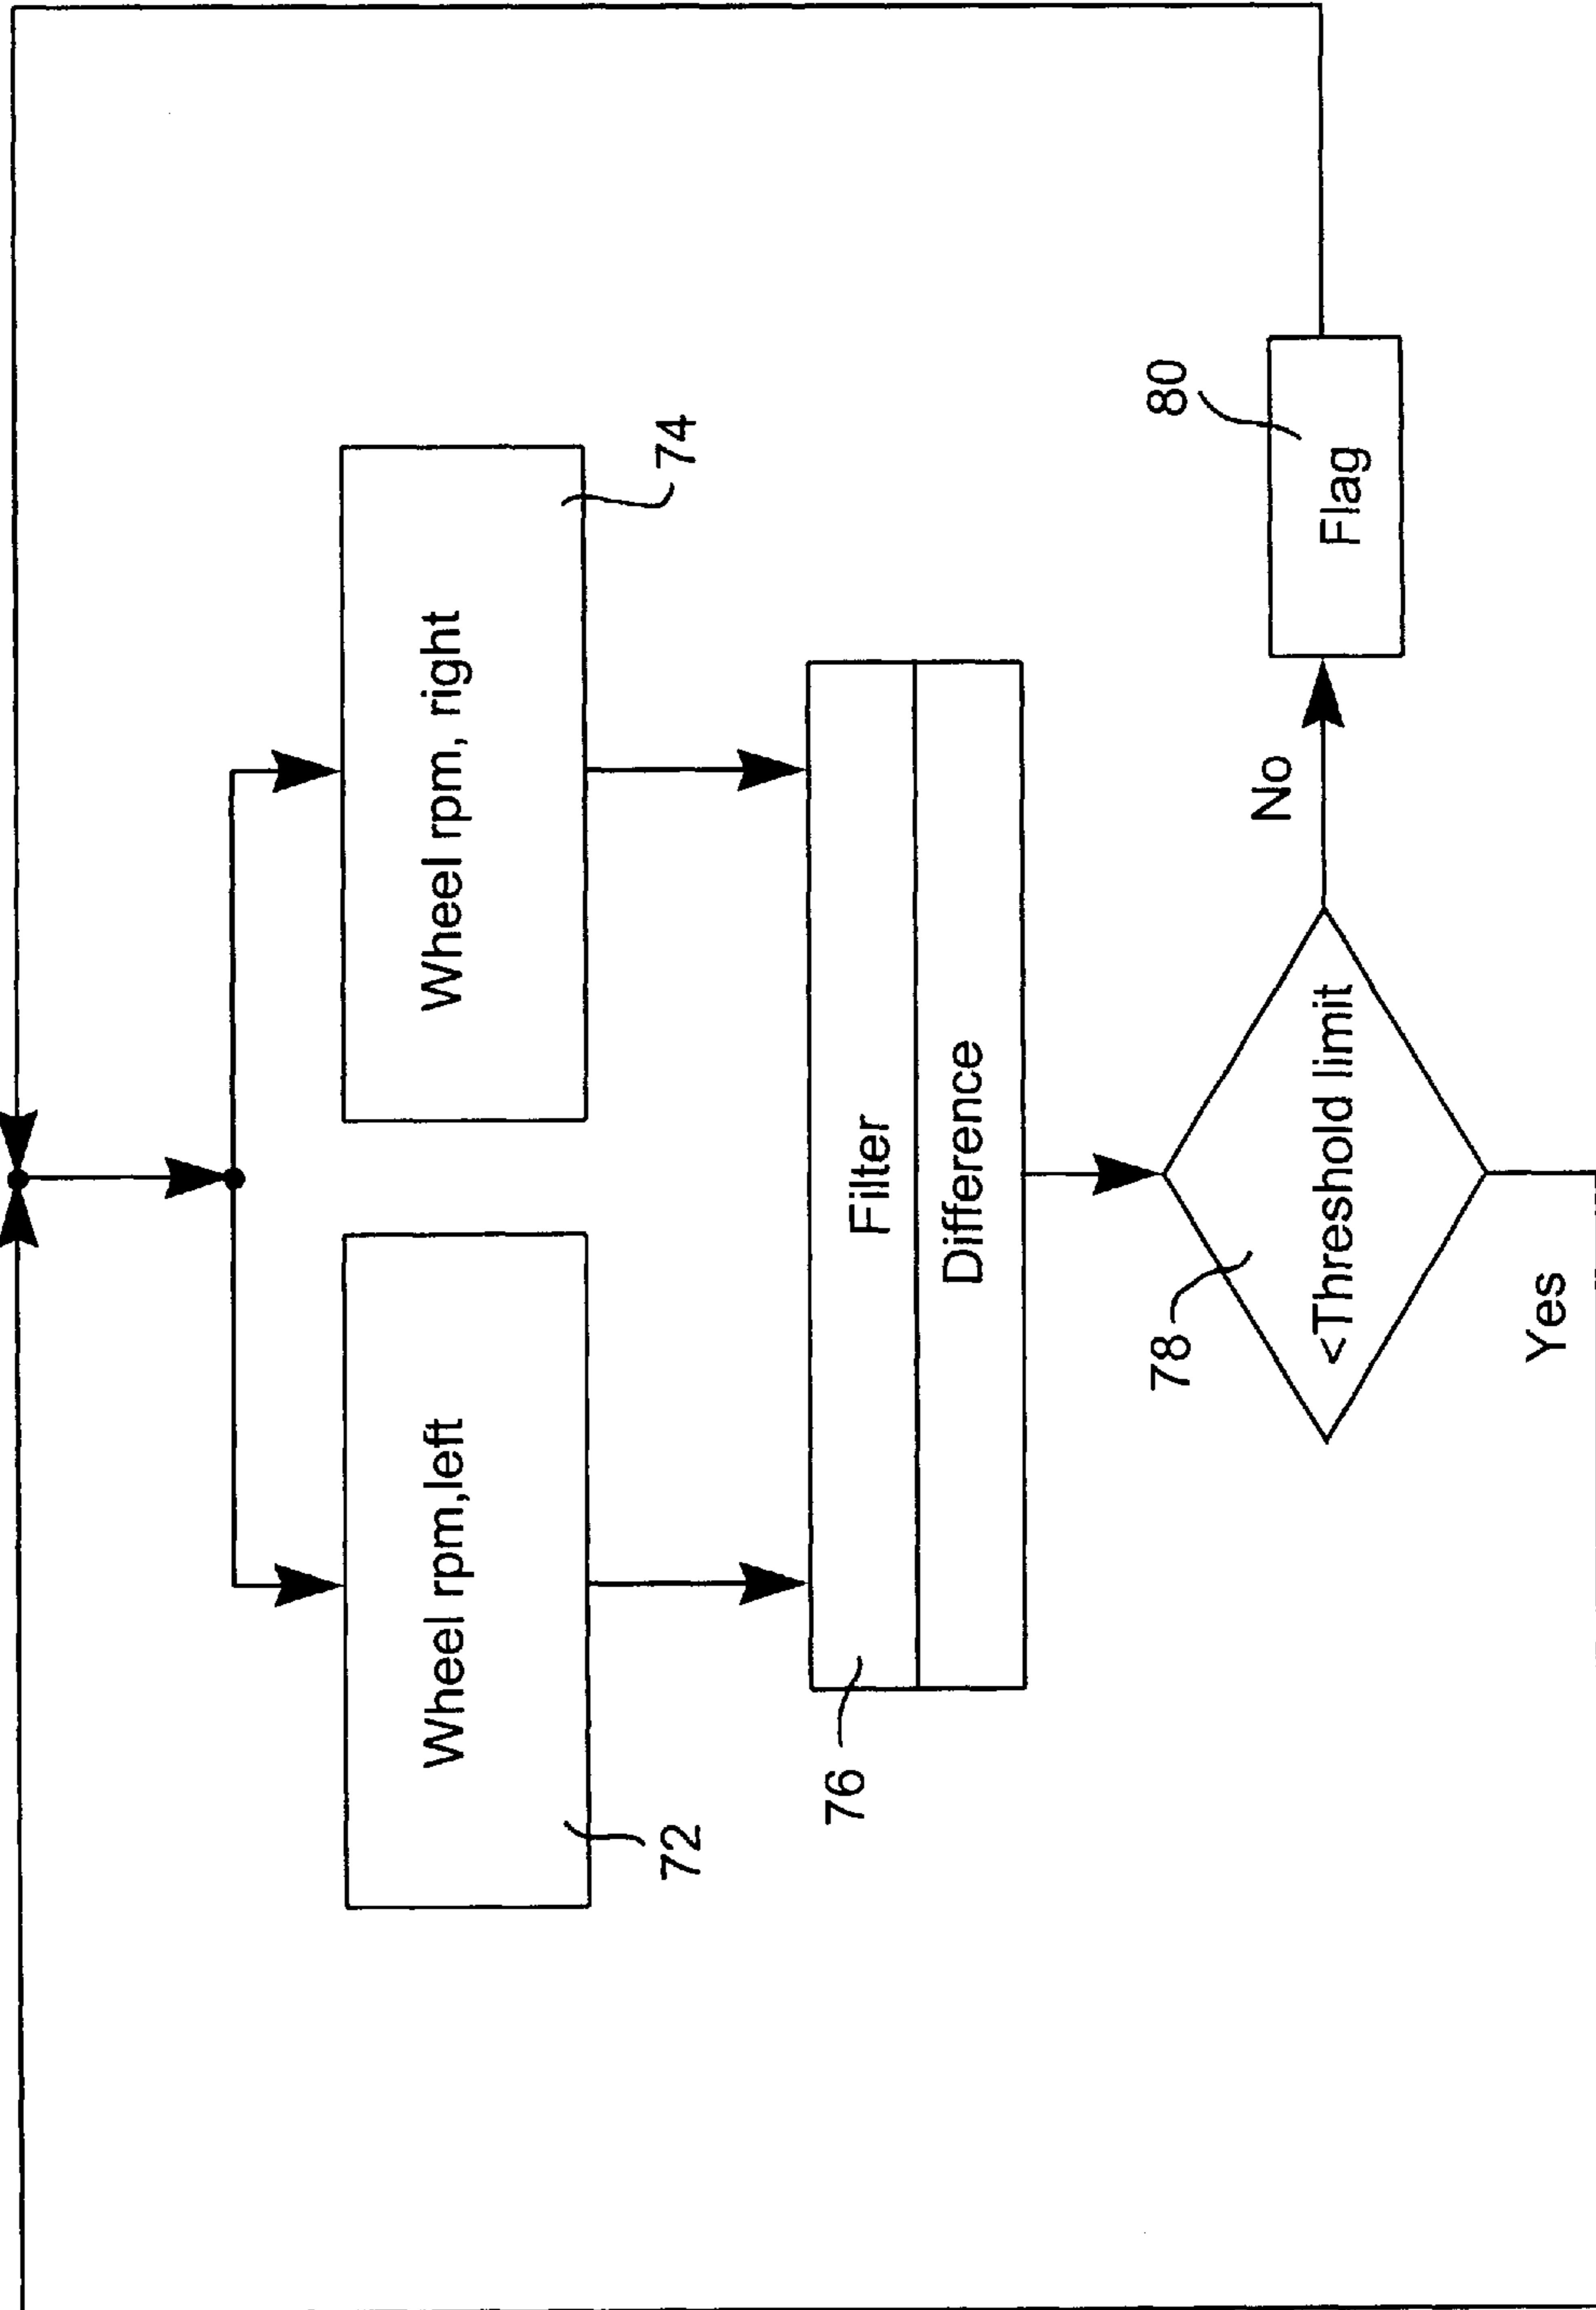 Wheel rpm,left
72
Wheel rpm, right
74
76
Filter
Difference
78
<Threshold limit
No
80
Flag
Yes